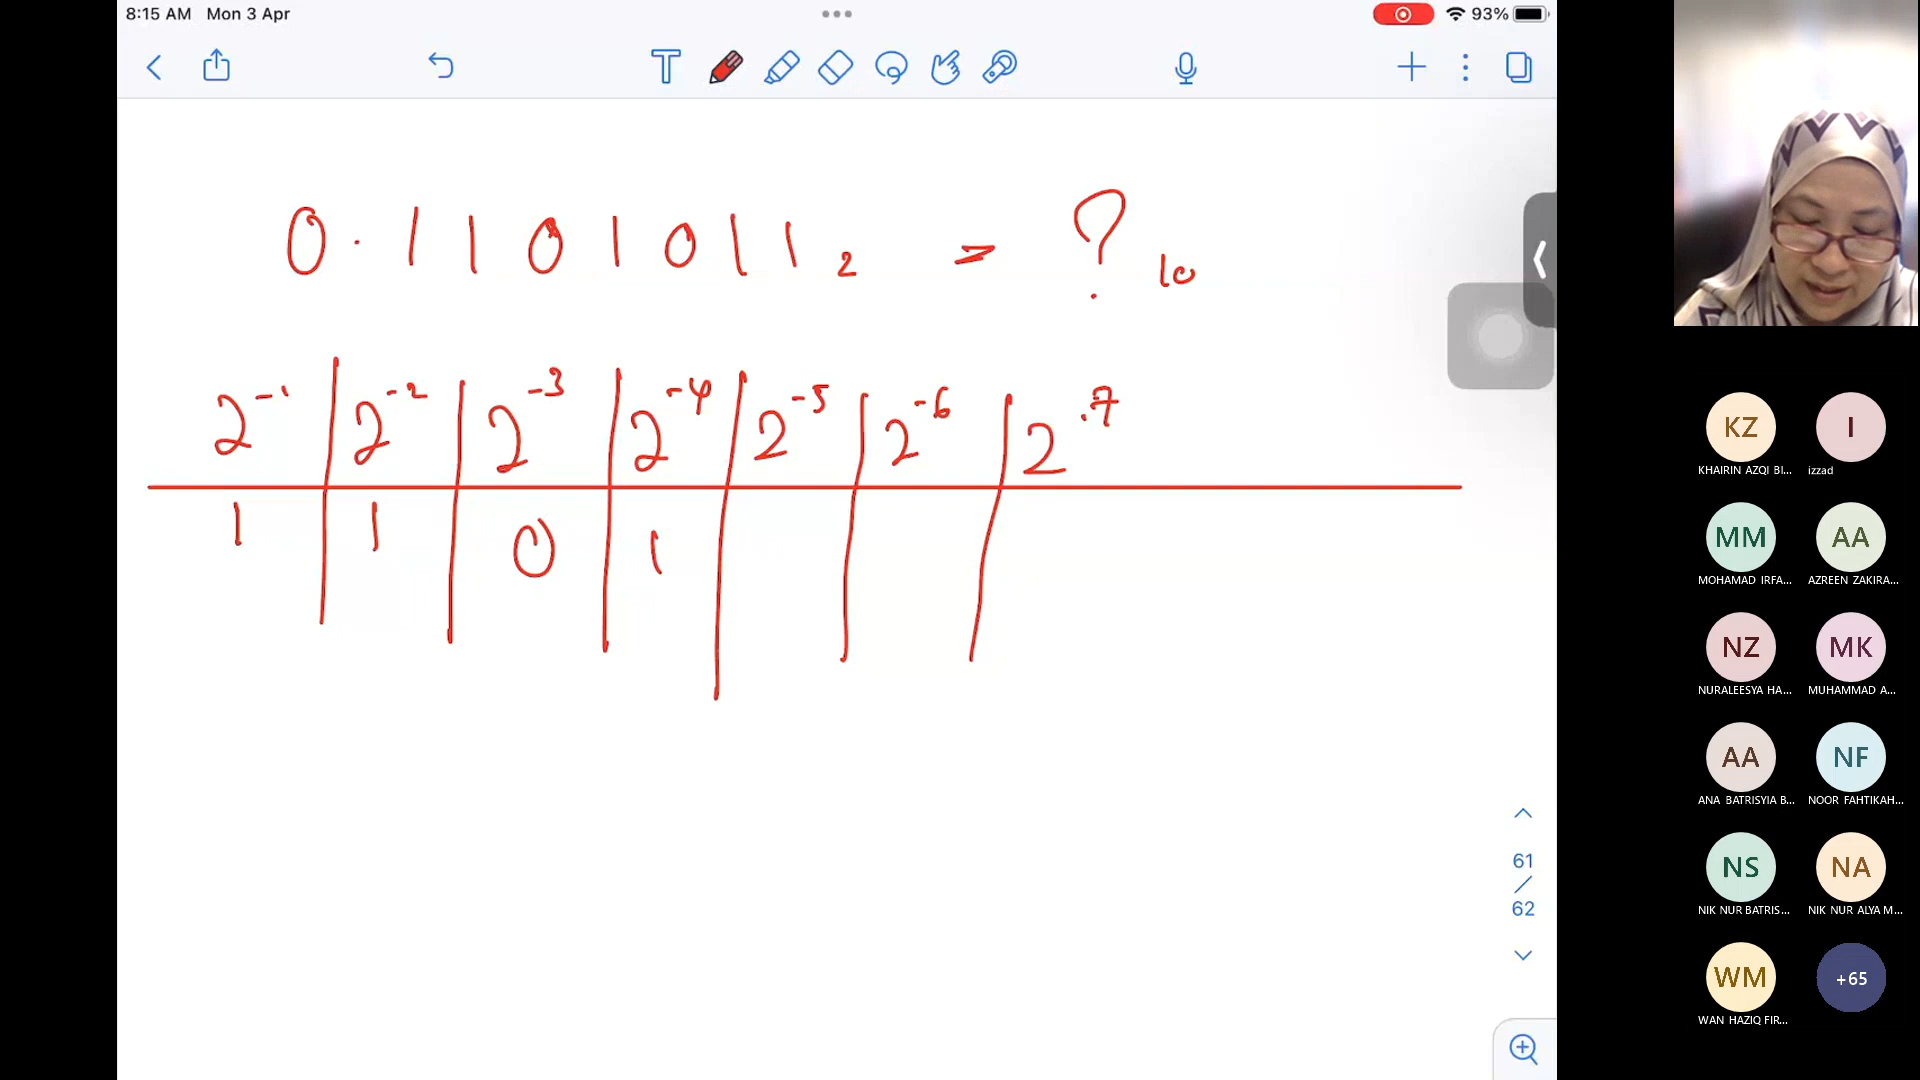 8:15 AM Mon 3 Apr
93%
T
0.1101011₂ = ?₁₀
2⁻¹ 2⁻² 2⁻³ 2⁻⁴ 2⁻⁵ 2⁻⁶ 2⁻⁷
1 1 0 1
61
/
62
KZ I
KHAIRIN AZQI BI... izzad
MM AA
MOHAMAD IRFA... AZREEN ZAKIRA...
NZ MK
NURALEESYA HA... MUHAMMAD A...
AA NF
ANA BATRISYIA B... NOOR FAHTIKAH...
NS NA
NIK NUR BATRIS... NIK NUR ALYA M...
WM +65
WAN HAZIQ FIR...